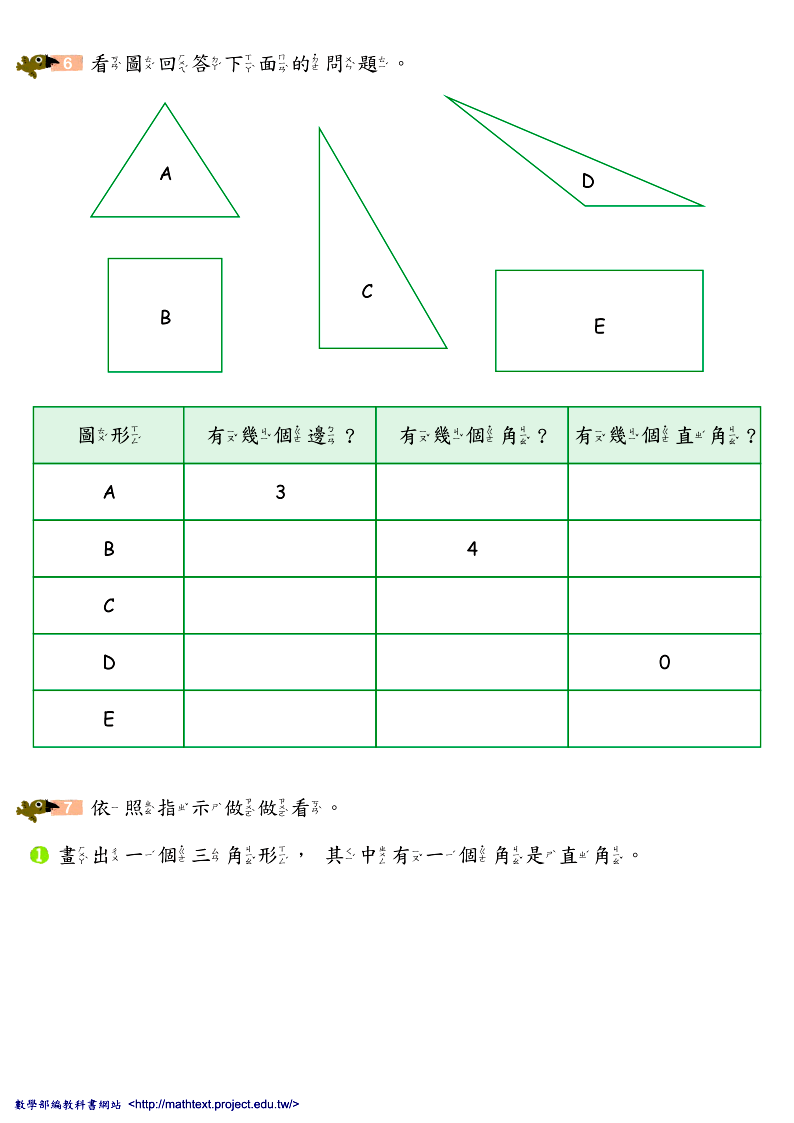 6 看圖回答下面的問題。
A
D
C
B
E
圖形 有幾個邊？ 有幾個角？ 有幾個直角？
A 3
B 4
C
D 0
E
7 依照指示做做看。
1 畫出一個三角形，其中有一個角是直角。
數學部編教科書網站 <http://mathtext.project.edu.tw/>